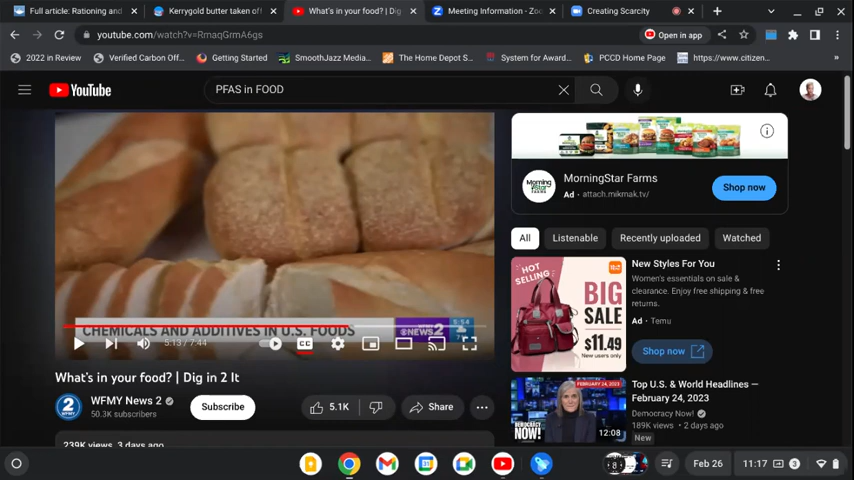 Full article: Rationing and
Kerrygold butter taken of
What's in your food? | Dig
Meeting Information - Zoo
Creating Scarcity
youtube.com/watch?v=RmaqGrmA6gs
Open in app
2022 in Review
Verified Carbon Off...
Getting Started
SmoothJazz Media...
The Home Depot S...
System for Award...
PCCD Home Page
https://www.citizen...
YouTube
PFAS in FOOD
CHEMICALS AND ADDITIVES IN U.S. FOODS
NEWS 2
5:54
5:13 / 7:44
CC
What's in your food? | Dig in 2 It
WFMY News 2
50.3K subscribers
Subscribe
5.1K
Share
239K views 3 days ago
MorningStar Farms
Ad · attach.mikmak.tv/
Shop now
All
Listenable
Recently uploaded
Watched
HOT SELLING
BIG
SALE
$11.49
New users only
New Styles For You
Women's essentials on sale &
clearance. Enjoy free shipping & free
returns.
Ad · Temu
Shop now
FEBRUARY 24, 2023
DEMOCRACY
NOW!
12:08
Top U.S. & World Headlines —
February 24, 2023
Democracy Now!
189K views • 2 days ago
New
8
Feb 26
11:17
3